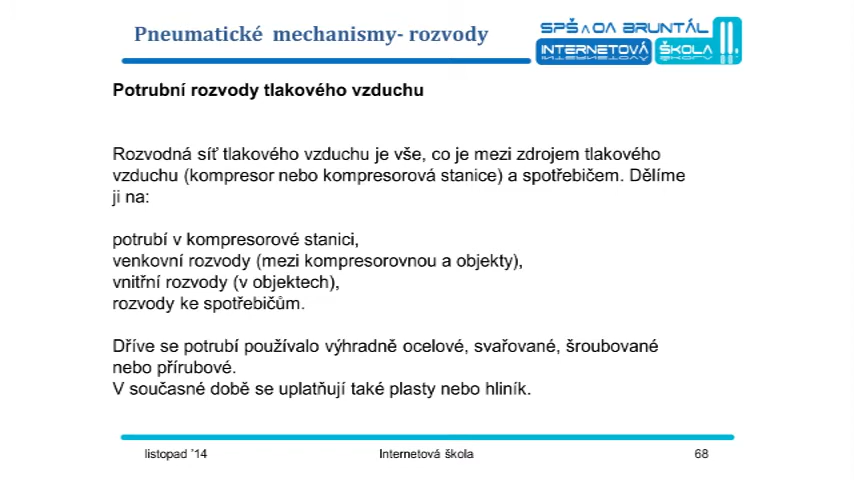 Pneumatické mechanismy- rozvody
SPŠ A OA BRUNTÁL
INTERNETOVÁ ŠKOLA
Potrubní rozvody tlakového vzduchu
Rozvodná síť tlakového vzduchu je vše, co je mezi zdrojem tlakového
vzduchu (kompresor nebo kompresorová stanice) a spotřebičem. Dělíme
ji na:
potrubí v kompresorové stanici,
venkovní rozvody (mezi kompresorovnou a objekty),
vnitřní rozvody (v objektech),
rozvody ke spotřebičům.
Dříve se potrubí používalo výhradně ocelové, svařované, šroubované
nebo přírubové.
V současné době se uplatňují také plasty nebo hliník.
listopad '14 Internetová škola 68